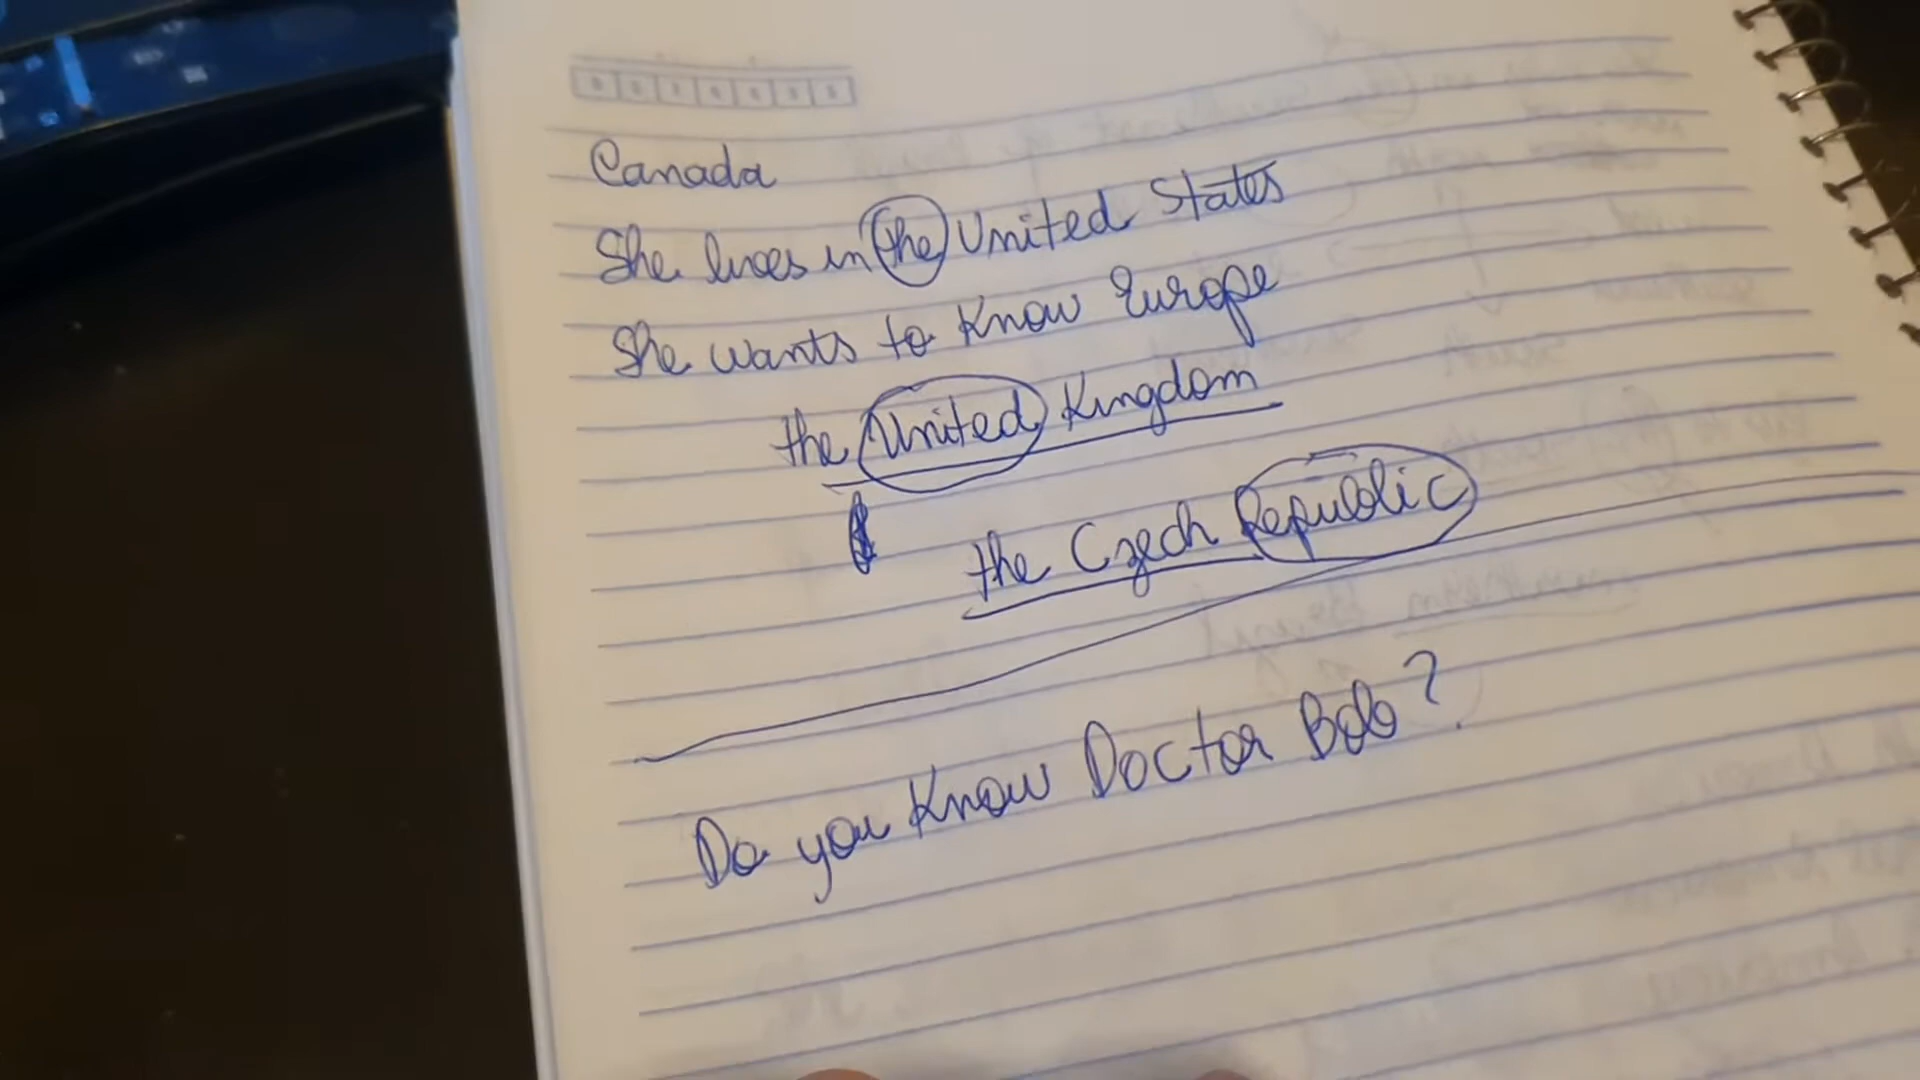 Canada
She lives in the United States
She wants to know Europe
the United Kingdom
the Czech Republic
Do you know Doctor Bob?